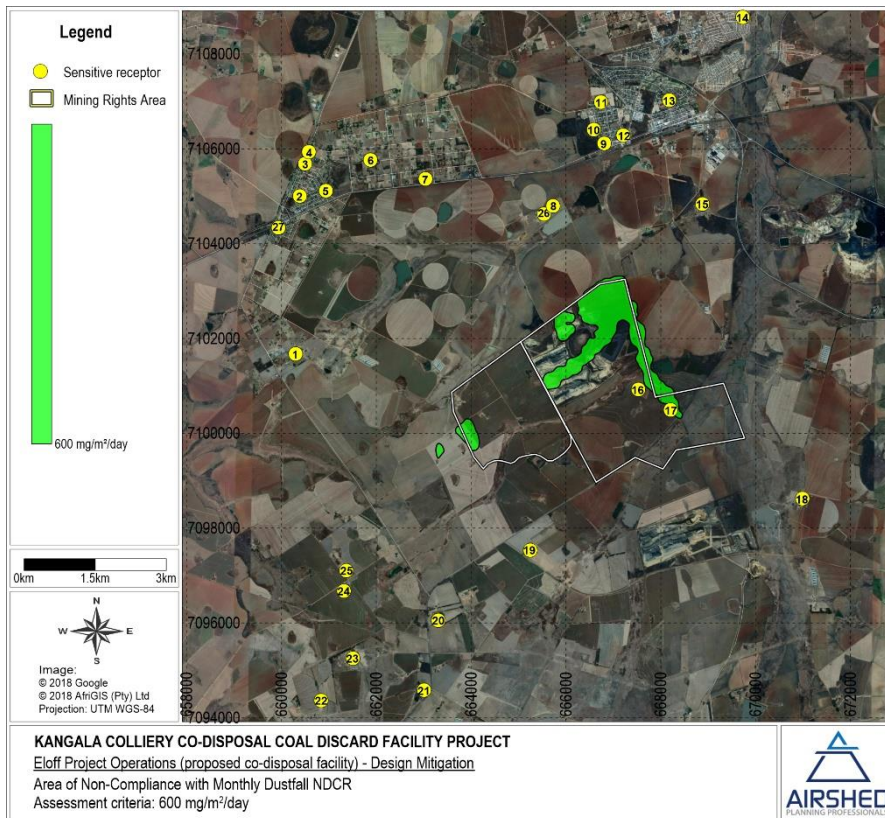 Legend
Sensitive receptor
Mining Rights Area
600 mg/m²/day
0km 1.5km 3km
N
W E
S
Image:
© 2018 Google
© 2018 AfriGIS (Pty) Ltd
Projection: UTM WGS-84
7108000
7106000
7104000
7102000
7100000
7098000
7096000
7094000
658000
660000
662000
664000
666000
668000
670000
672000
14
13
11
10
12
9
4
3
6
7
5
2
27
8
26
15
1
16
17
18
19
25
24
20
23
21
22
KANGALA COLLIERY CO-DISPOSAL COAL DISCARD FACILITY PROJECT
Eloff Project Operations (proposed co-disposal facility) - Design Mitigation
Area of Non-Compliance with Monthly Dustfall NDCR
Assessment criteria: 600 mg/m²/day
AIRSHED
PLANNING PROFESSIONALS